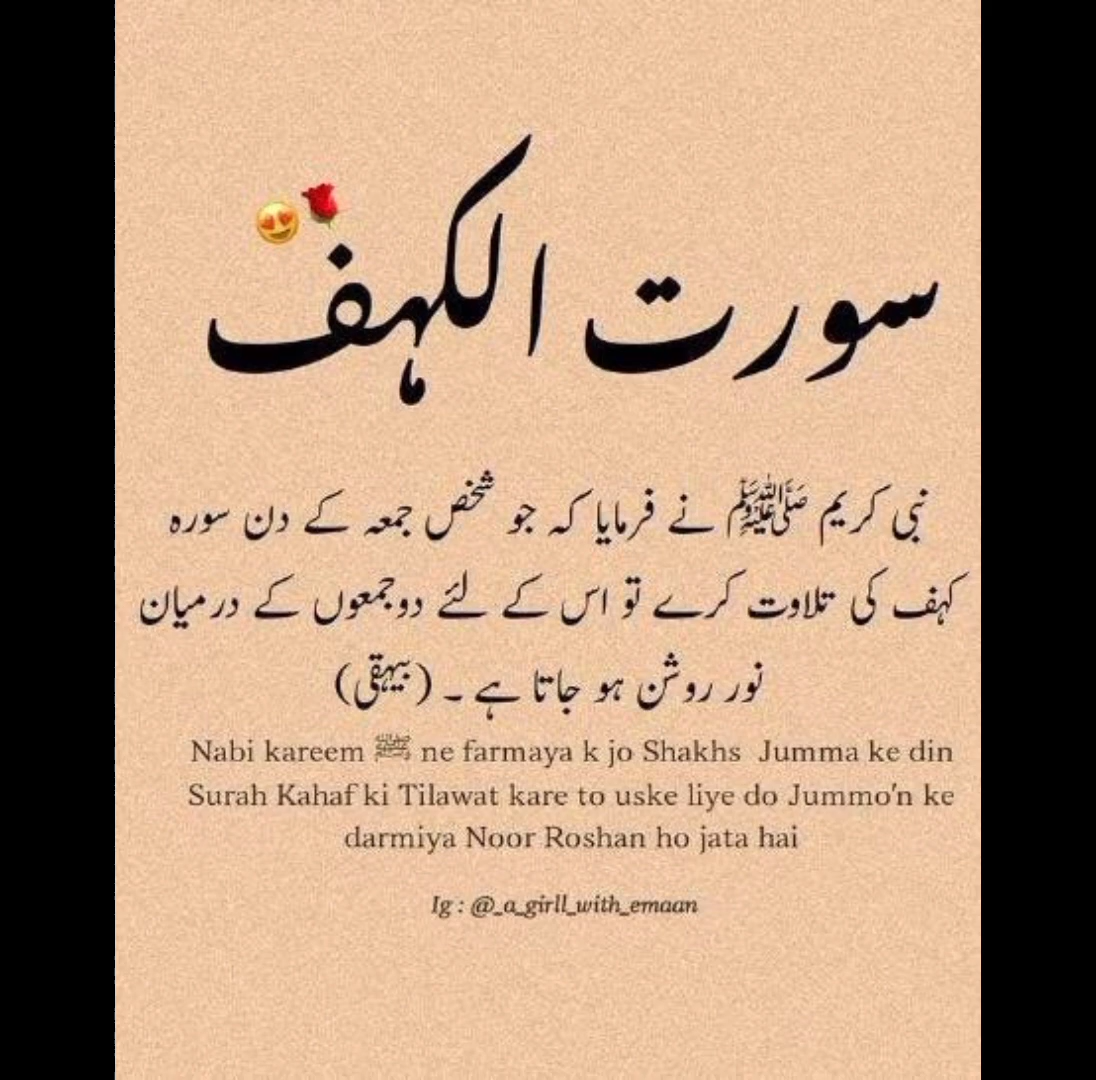 سورت الکہف
نبی کریم ﷺ نے فرمایا کہ جو شخص جمعہ کے دن سورہ
کہف کی تلاوت کرے تو اس کے لئے دوجمعوں کے درمیان
نور روشن ہو جاتا ہے ۔ (بیہقی)
Nabi kareem ﷺ ne farmaya k jo Shakhs Jumma ke din
Surah Kahaf ki Tilawat kare to uske liye do Jummo'n ke
darmiya Noor Roshan ho jata hai
Ig : @_a_girll_with_emaan